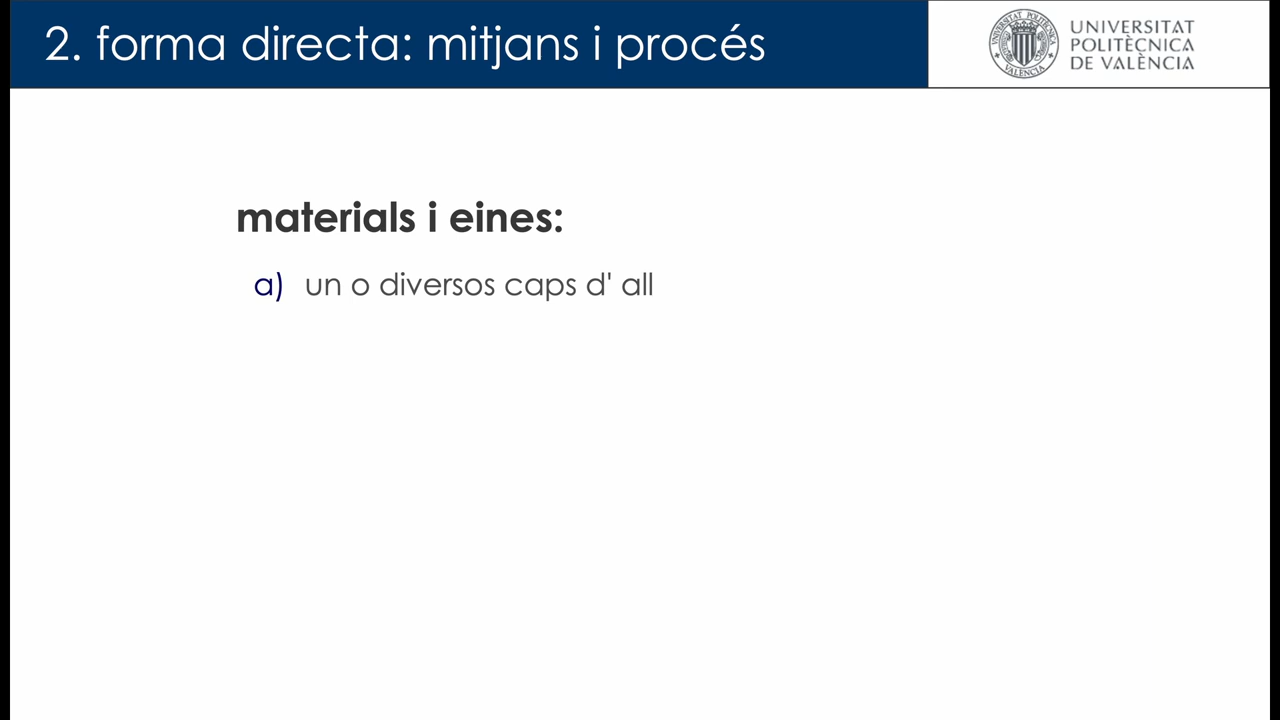 2. forma directa: mitjans i procés
UNIVERSITAT
POLITÈCNICA
DE VALÈNCIA
materials i eines:
a) un o diversos caps d' all